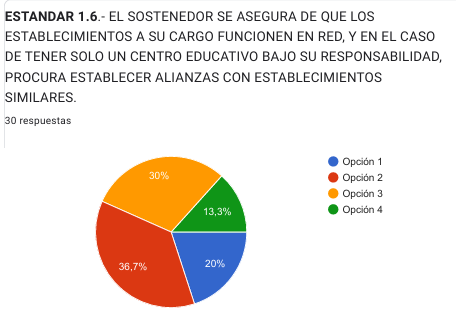 ESTANDAR 1.6.- EL SOSTENEDOR SE ASEGURA DE QUE LOS
ESTABLECIMIENTOS A SU CARGO FUNCIONEN EN RED, Y EN EL CASO
DE TENER SOLO UN CENTRO EDUCATIVO BAJO SU RESPONSABILIDAD,
PROCURA ESTABLECER ALIANZAS CON ESTABLECIMIENTOS
SIMILARES.
30 respuestas
30%
13,3%
36,7%
20%
Opción 1
Opción 2
Opción 3
Opción 4